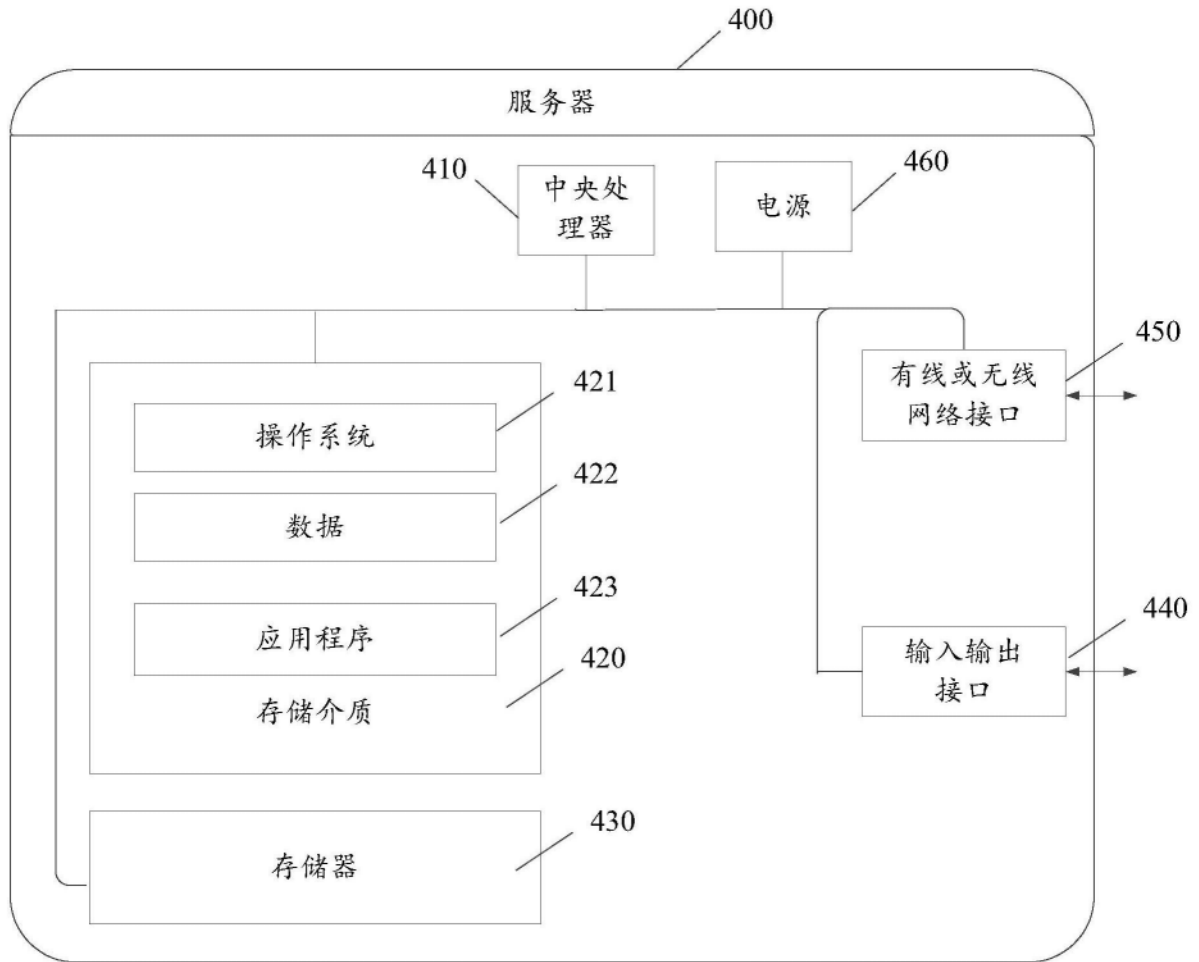 400
服务器
410
中央处
理器
460
电源
450
有线或无线
网络接口
421
操作系统
422
数据
423
应用程序
420
存储介质
440
输入输出
接口
430
存储器